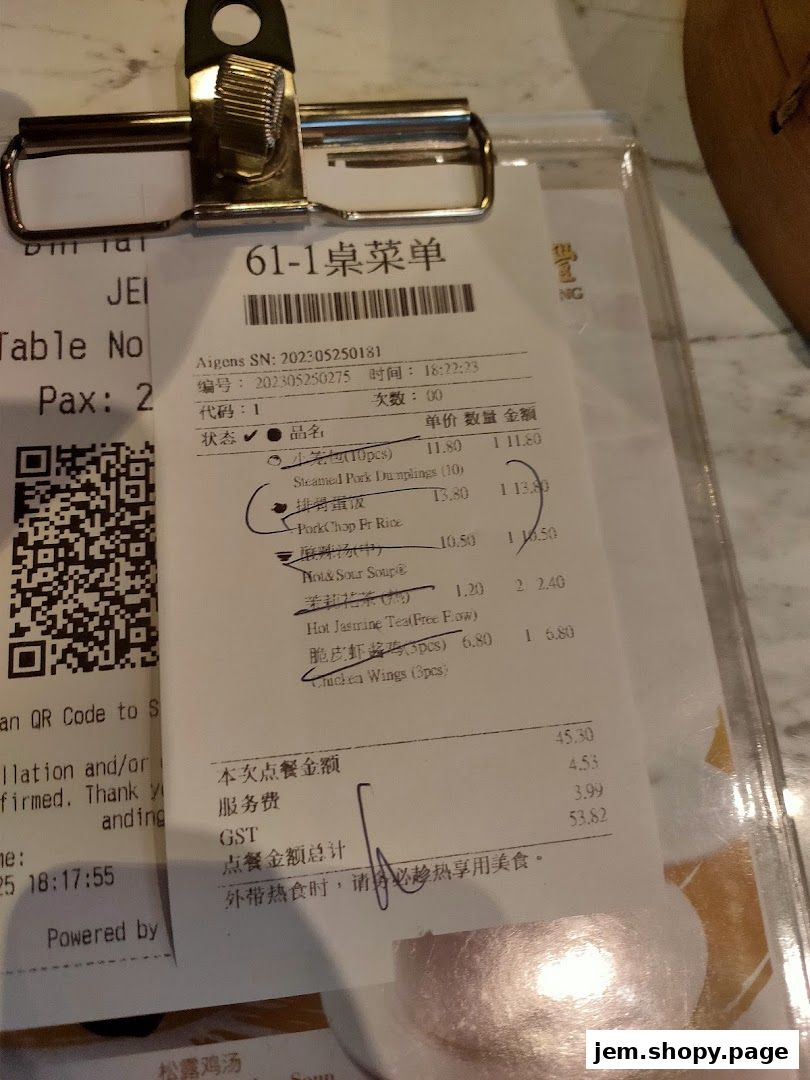 JE
Table No
Pax: 2
an QR Code to S
llation and/or
firmed. Thank y
anding
me:
25 18:17:55
Powered by
61-1桌菜单
NG
Aigens SN: 202305250181
编号: 202305250275 时间: 18:22:23
代码: 1 次数: 00
状态 ✔ ● 品名 单价 数量 金额
小笼包(10pcs) 11.80 1 11.80
Steamed Pork Dumplings (10)
排骨蛋饭 13.80 1 13.80
PorkChop Fr Rice
酸辣汤(中) 10.50 1 10.50
Hot&Sour Soup®
茉莉花茶 (热) 1.20 2 2.40
Hot Jasmine Tea(Free Flow)
脆皮虾酱鸡(3pcs) 6.80 1 6.80
Chicken Wings (3pcs)
本次点餐金额 45.30
服务费 4.53
GST 3.99
点餐金额总计 53.82
外带热食时，请务必趁热享用美食。
松露鸡汤
jem.shopy.page